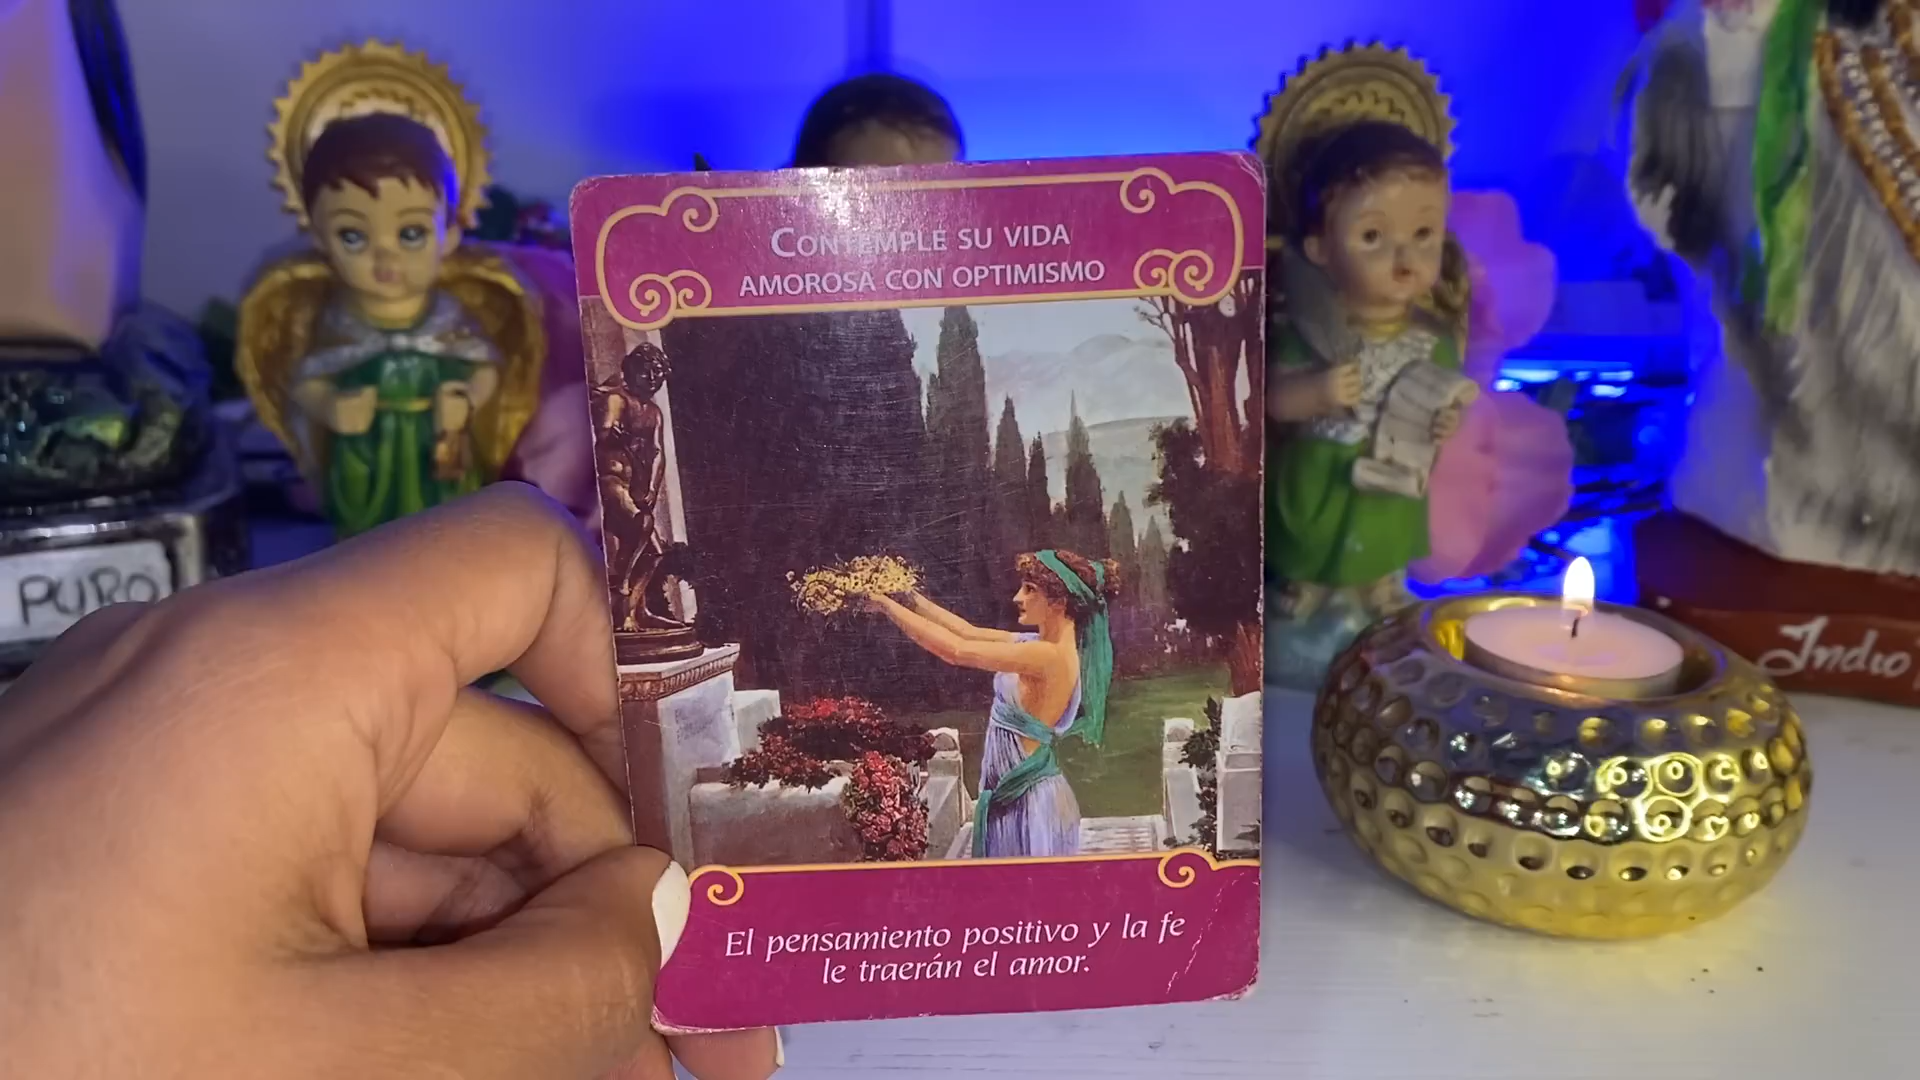 CONTEMPLE SU VIDA
AMOROSA CON OPTIMISMO
El pensamiento positivo y la fe
le traerán el amor.
PURO
Indio